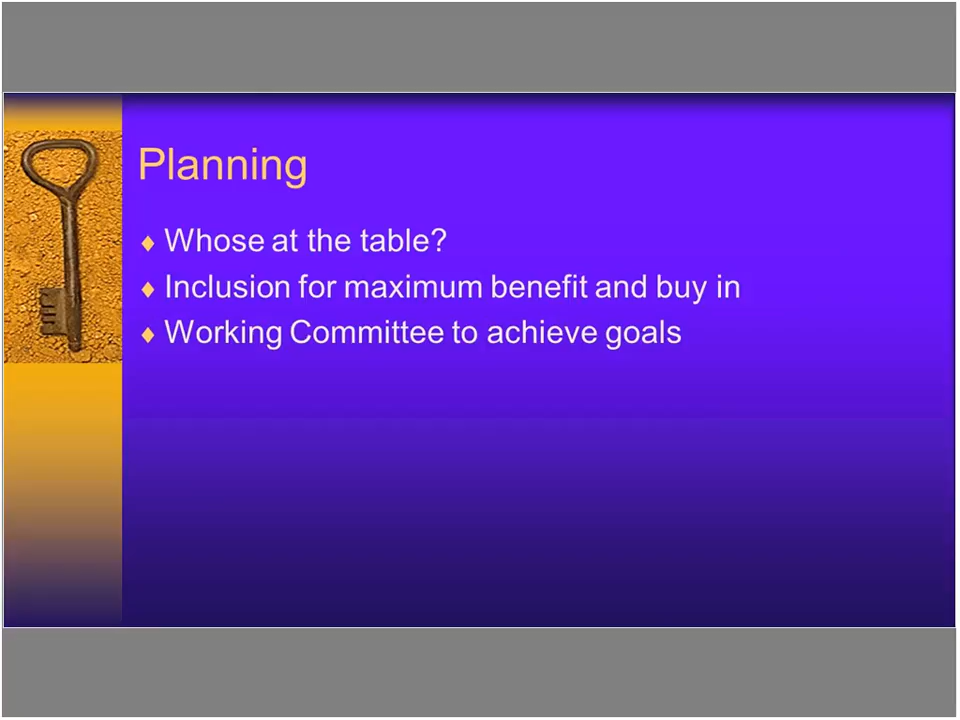 Planning
Whose at the table?
Inclusion for maximum benefit and buy in
Working Committee to achieve goals